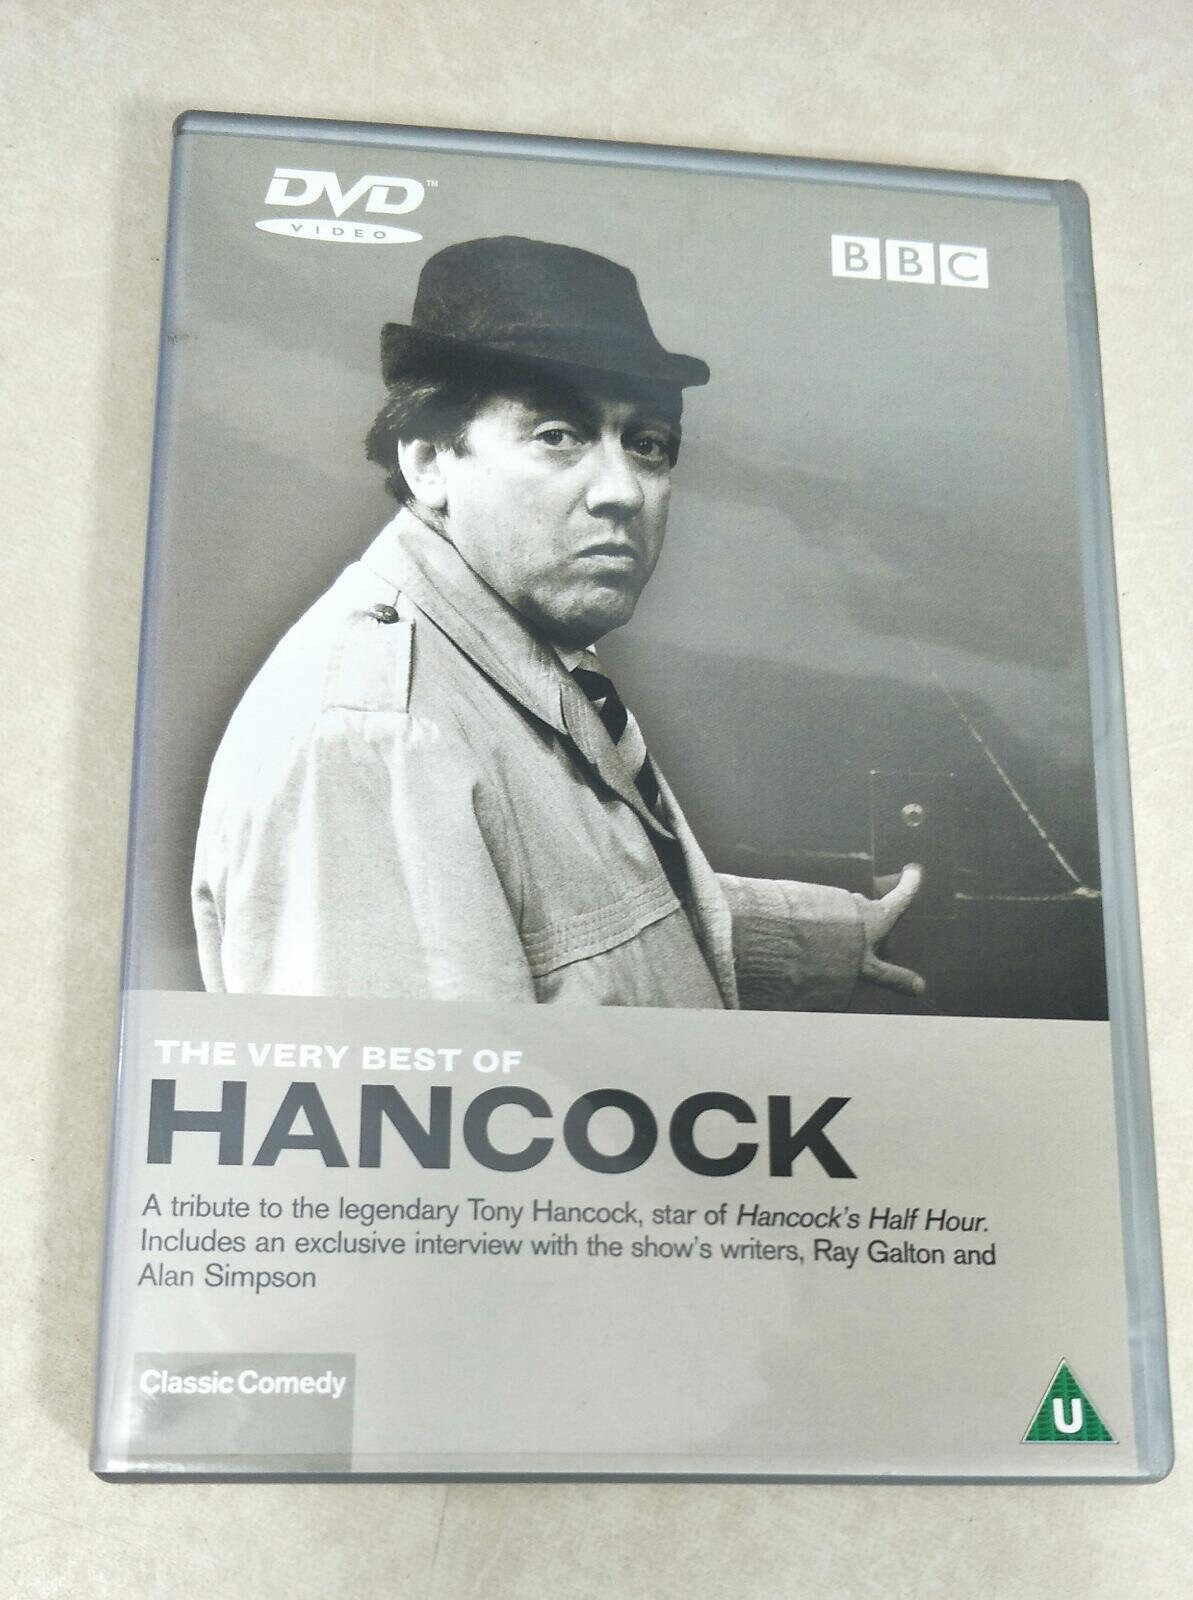 DVD™
VIDEO
BBC
THE VERY BEST OF
HANCOCK
A tribute to the legendary Tony Hancock, star of Hancock's Half Hour.
Includes an exclusive interview with the show's writers, Ray Galton and
Alan Simpson
Classic Comedy
U